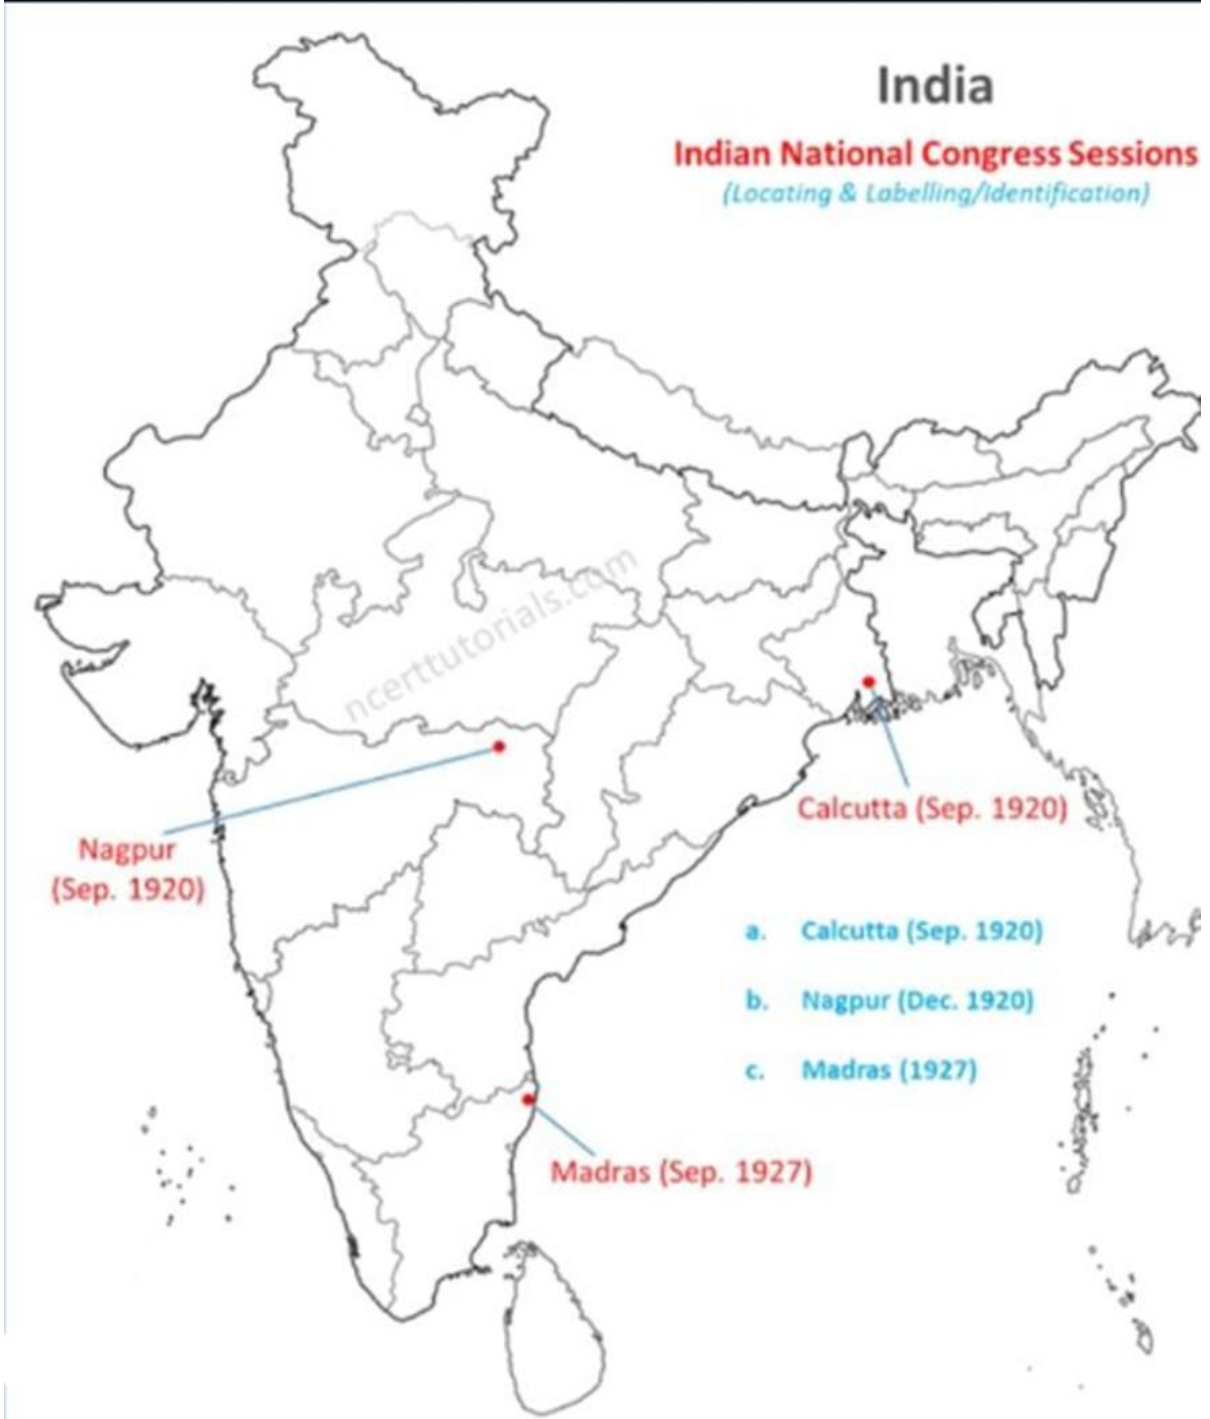 India
Indian National Congress Sessions
(Locating & Labelling/Identification)
ncerttutorials.com
Nagpur
(Sep. 1920)
Calcutta (Sep. 1920)
a. Calcutta (Sep. 1920)
b. Nagpur (Dec. 1920)
c. Madras (1927)
Madras (Sep. 1927)